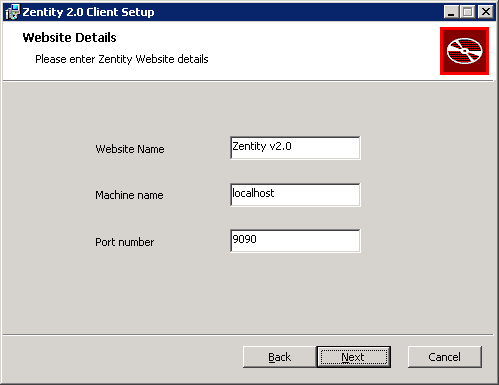 Zentity 2.0 Client Setup
Website Details
Please enter Zentity Website details
Website Name
Zentity v2.0
Machine name
localhost
Port number
9090
Back
Next
Cancel